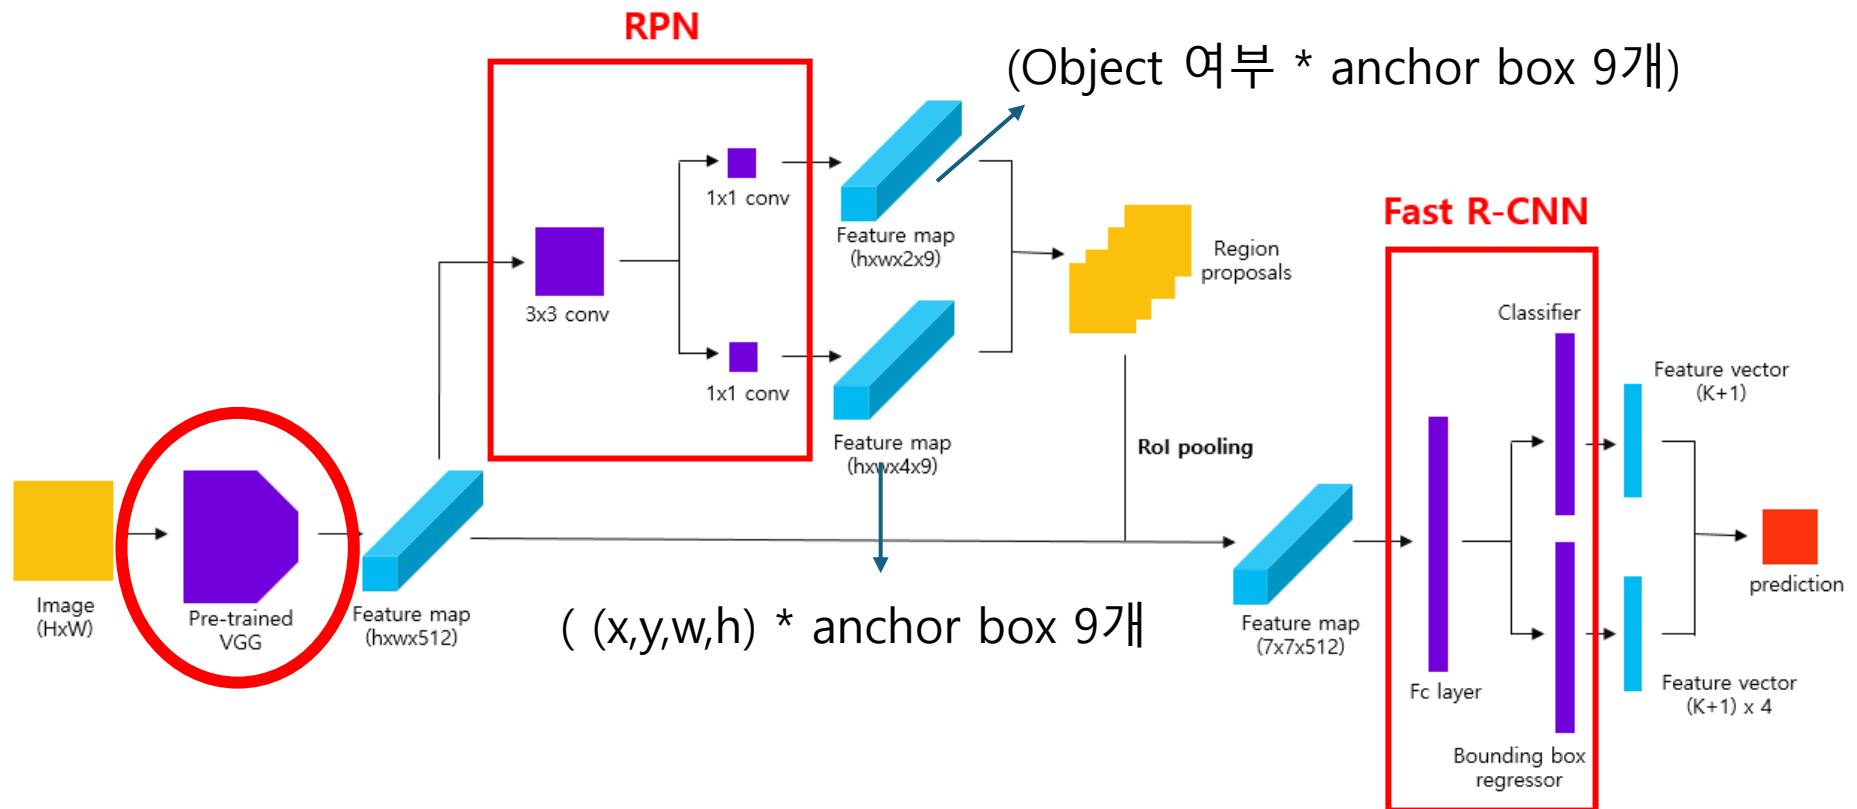 RPN
(Object 여부 * anchor box 9개)
1x1 conv
Feature map
(hxwx2x9)
3x3 conv
1x1 conv
Feature map
(hxwx4x9)
Region
proposals
Fast R-CNN
Classifier
Feature vector
(K+1)
RoI pooling
Image
(HxW)
Pre-trained
VGG
Feature map
(hxwx512)
( (x,y,w,h) * anchor box 9개
Feature map
(7x7x512)
Fc layer
Bounding box
regressor
Feature vector
(K+1) x 4
prediction